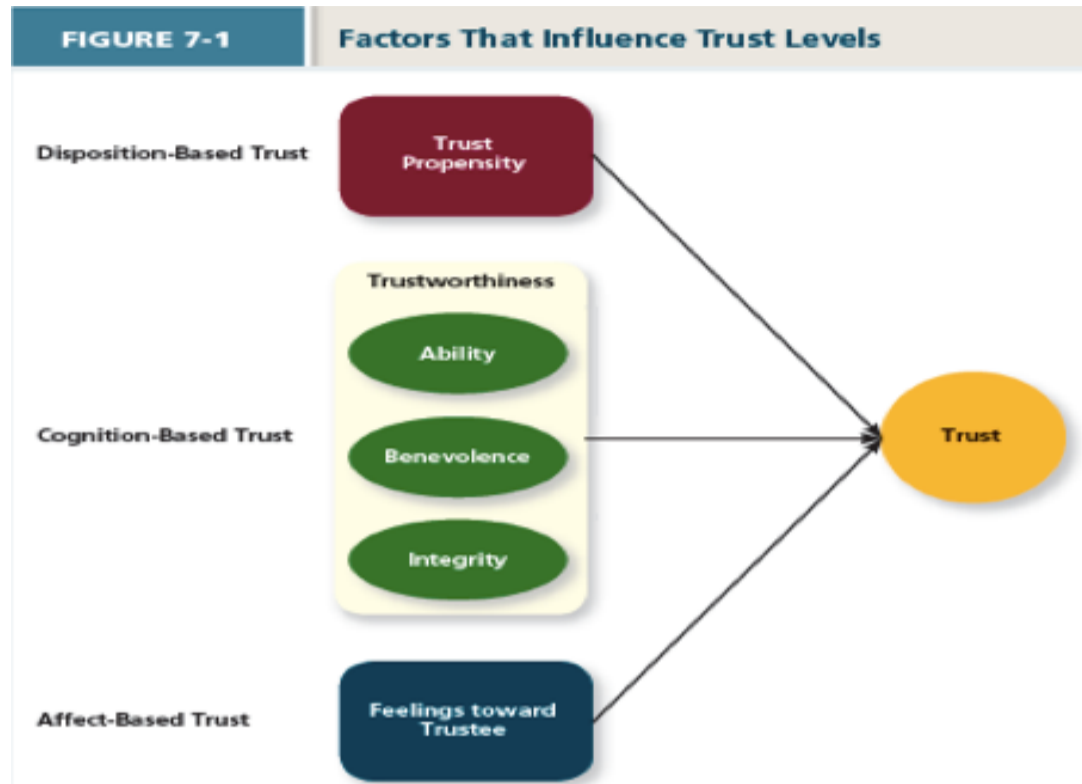 FIGURE 7-1
Factors That Influence Trust Levels
Disposition-Based Trust
Trust
Propensity
Trustworthiness
Ability
Cognition-Based Trust
Benevolence
Integrity
Trust
Affect-Based Trust
Feelings toward
Trustee